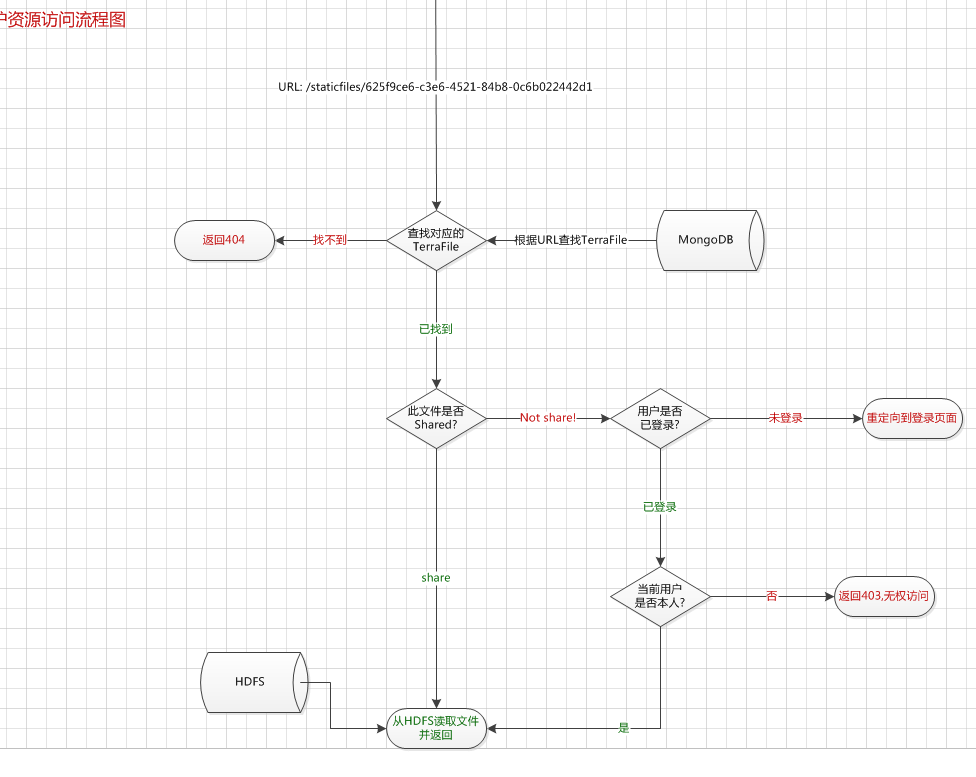 户资源访问流程图
URL: /staticfiles/625f9ce6-c3e6-4521-84b8-0c6b022442d1
返回404
找不到
查找对应的
TerraFile
根据URL查找TerraFile
MongoDB
已找到
此文件是否
Shared?
Not share!
用户是否
已登录?
未登录
重定向到登录页面
已登录
share
当前用户
是否本人?
否
返回403,无权访问
HDFS
从HDFS读取文件
并返回
是